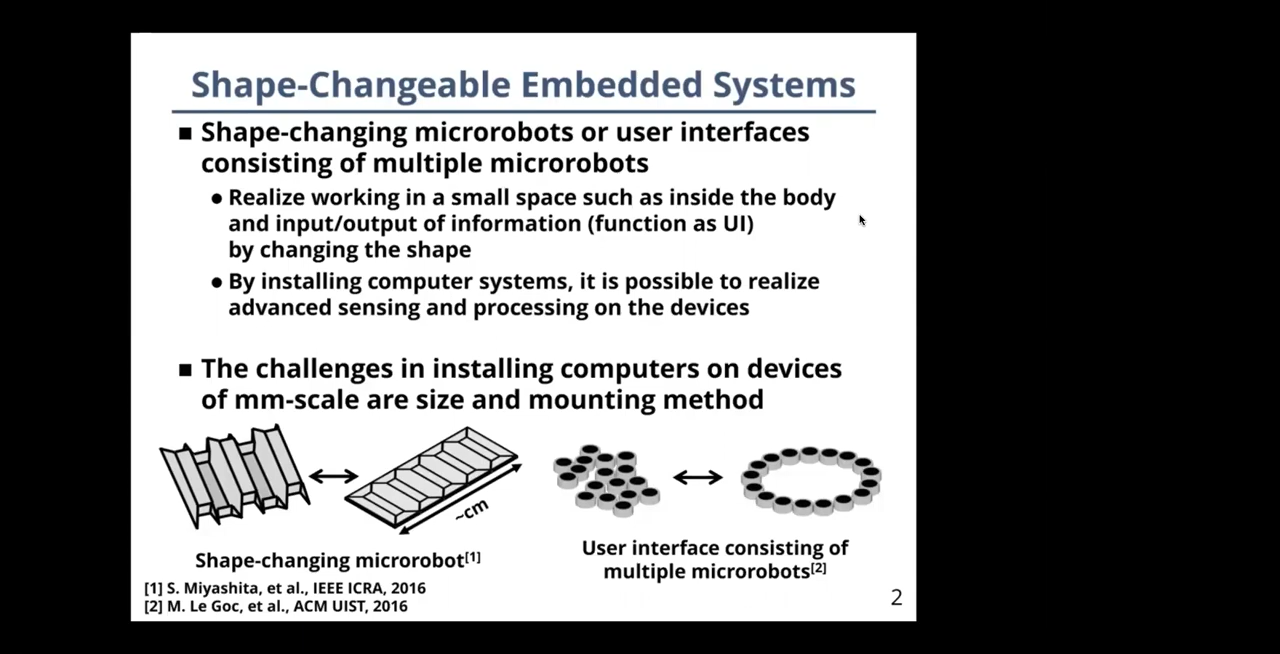 Shape-Changeable Embedded Systems
■ Shape-changing microrobots or user interfaces
consisting of multiple microrobots
● Realize working in a small space such as inside the body
and input/output of information (function as UI)
by changing the shape
● By installing computer systems, it is possible to realize
advanced sensing and processing on the devices
■ The challenges in installing computers on devices
of mm-scale are size and mounting method
~cm
Shape-changing microrobot[1]
User interface consisting of
multiple microrobots[2]
[1] S. Miyashita, et al., IEEE ICRA, 2016
[2] M. Le Goc, et al., ACM UIST, 2016
2